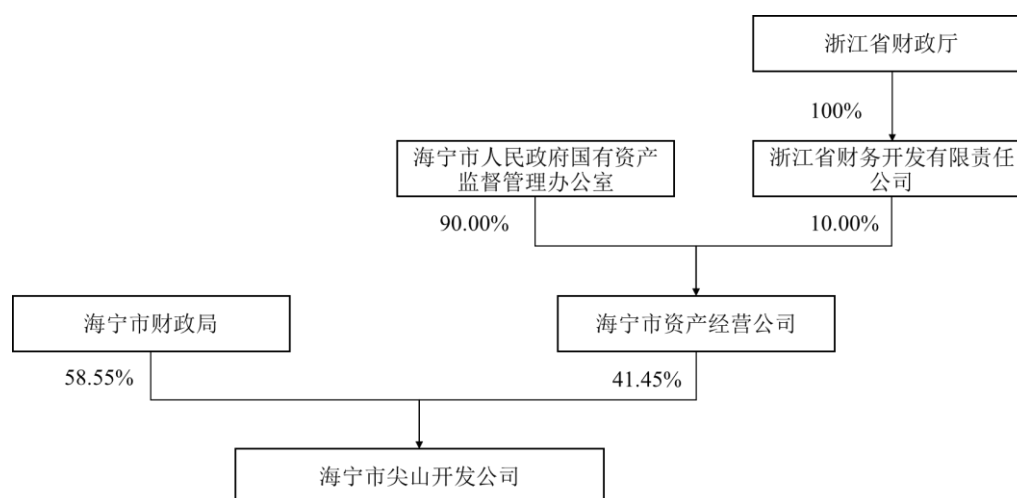 浙江省财政厅
100%
海宁市人民政府国有资产
监督管理办公室
浙江省财务开发有限责任
公司
90.00%
10.00%
海宁市财政局
海宁市资产经营公司
58.55%
41.45%
海宁市尖山开发公司